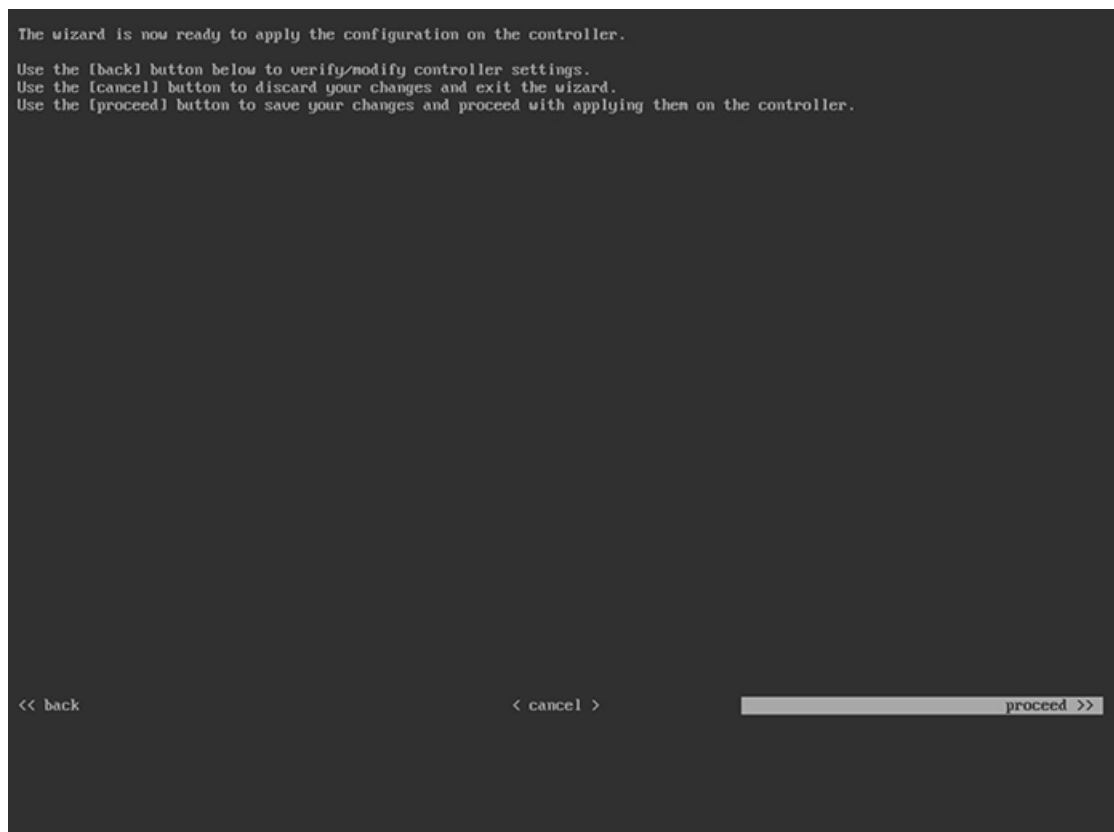 The wizard is now ready to apply the configuration on the controller.
Use the [back] button below to verify/modify controller settings.
Use the [cancel] button to discard your changes and exit the wizard.
Use the [proceed] button to save your changes and proceed with applying them on the controller.
<< back < cancel > proceed >>